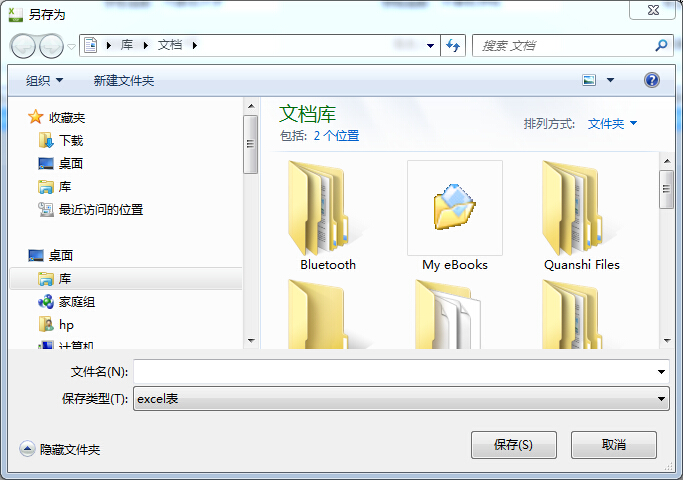 另存为
库 文档
搜索 文档
组织
新建文件夹
收藏夹
下载
桌面
库
最近访问的位置
桌面
库
家庭组
hp
计算机
文档库
包括: 2 个位置
排列方式: 文件夹
Bluetooth
My eBooks
Quanshi Files
文件名(N):
保存类型(T): excel表
隐藏文件夹
保存(S)
取消